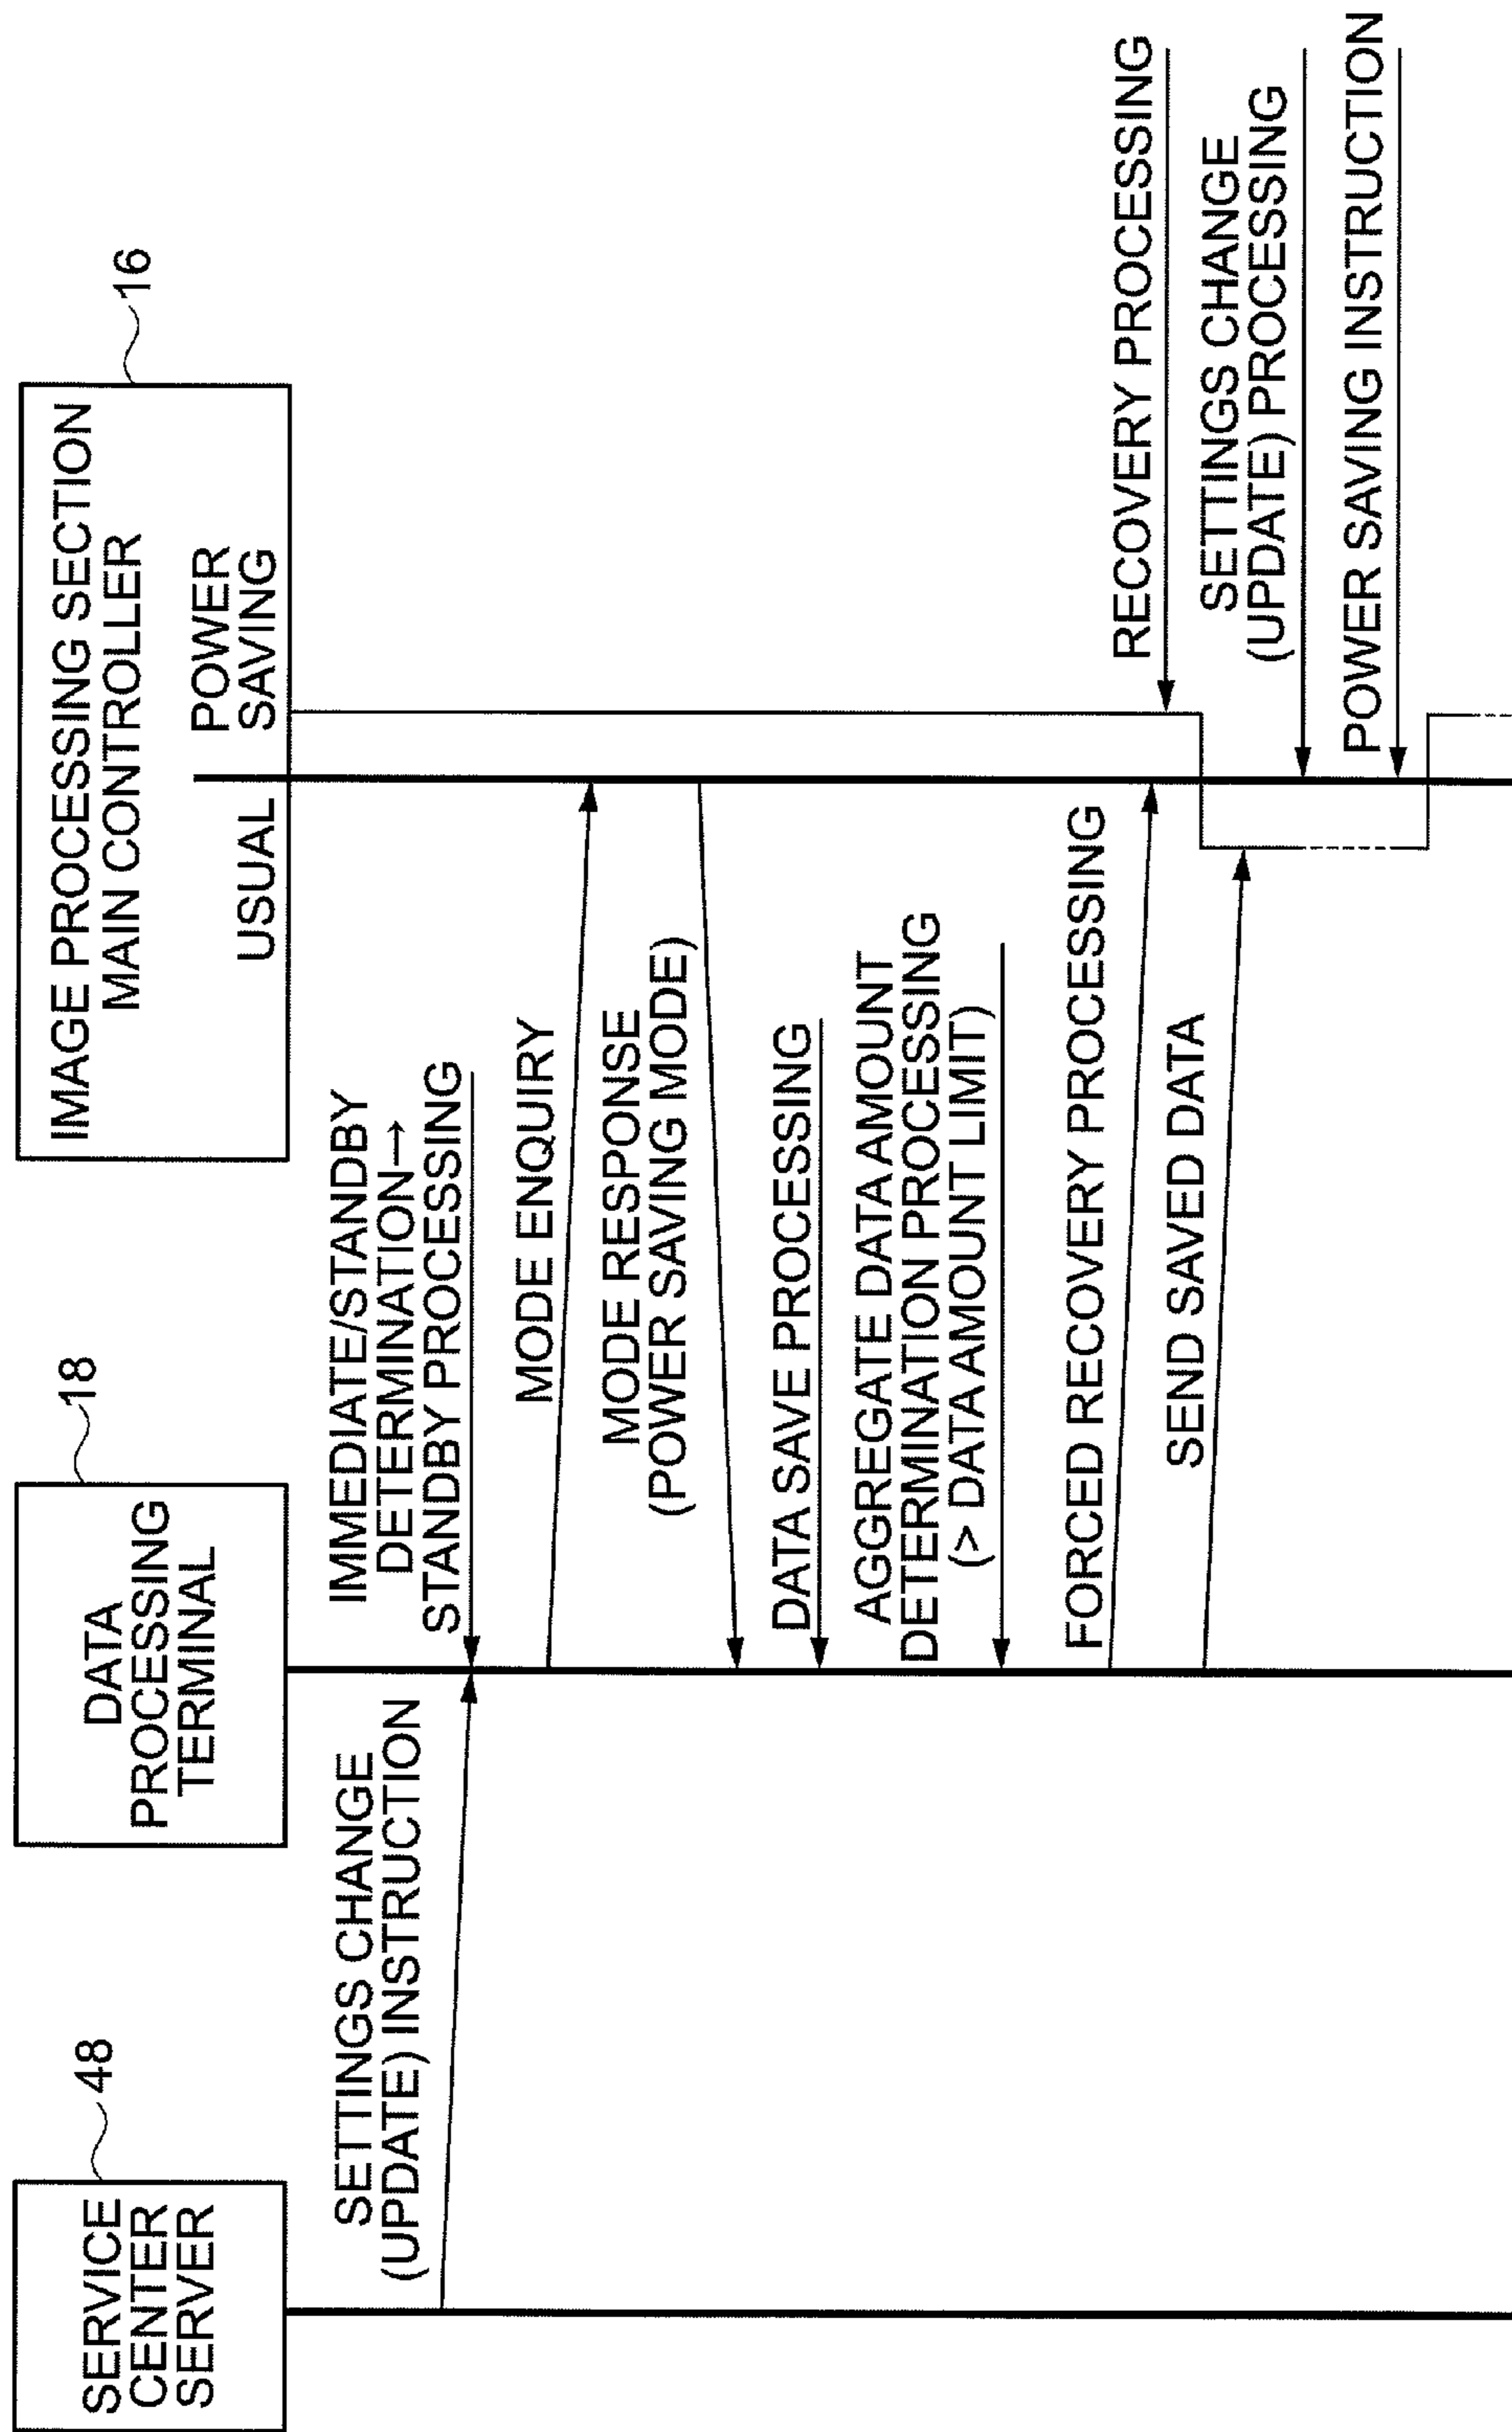 SERVICE
CENTER
SERVER
48
DATA
PROCESSING
TERMINAL
18
IMAGE PROCESSING SECTION
MAIN CONTROLLER
USUAL
POWER
SAVING
16
SETTINGS CHANGE
(UPDATE) INSTRUCTION
IMMEDIATE/STANDBY
DETERMINATION→
STANDBY PROCESSING
MODE ENQUIRY
MODE RESPONSE
(POWER SAVING MODE)
DATA SAVE PROCESSING
AGGREGATE DATA AMOUNT
DETERMINATION PROCESSING
(> DATA AMOUNT LIMIT)
FORCED RECOVERY PROCESSING
SEND SAVED DATA
RECOVERY PROCESSING
SETTINGS CHANGE
(UPDATE) PROCESSING
POWER SAVING INSTRUCTION